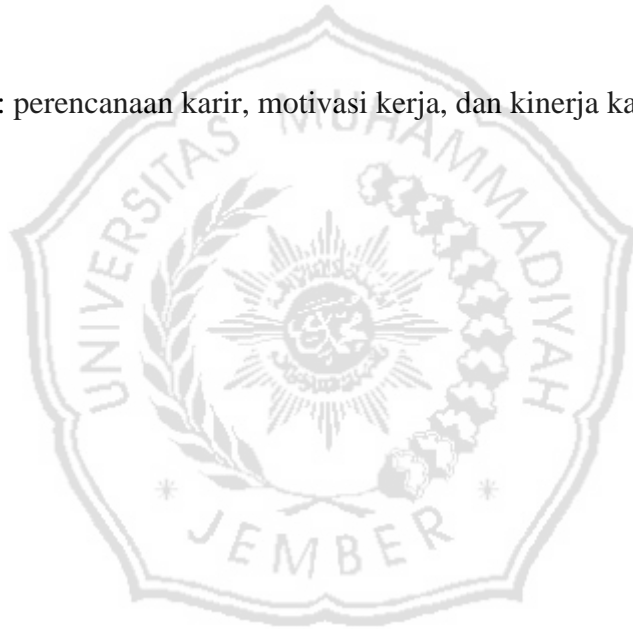 : perencanaan karir, motivasi kerja, dan kinerja ka
UNIVERSITAS MUHAMMADIYAH
JEMBER